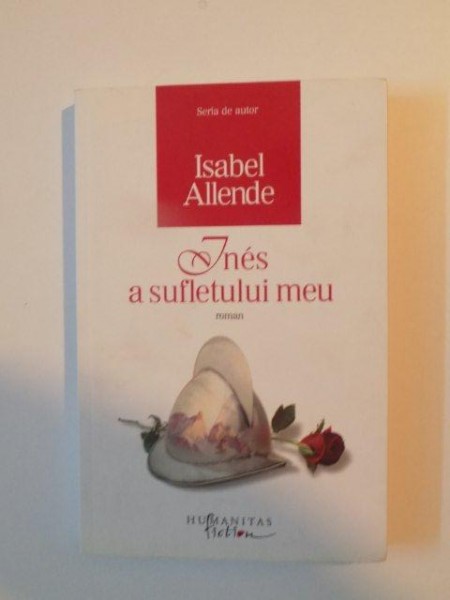 Seria de autor
Isabel
Allende
Inés
a sufletului meu
roman
HUMANITAS
fiction